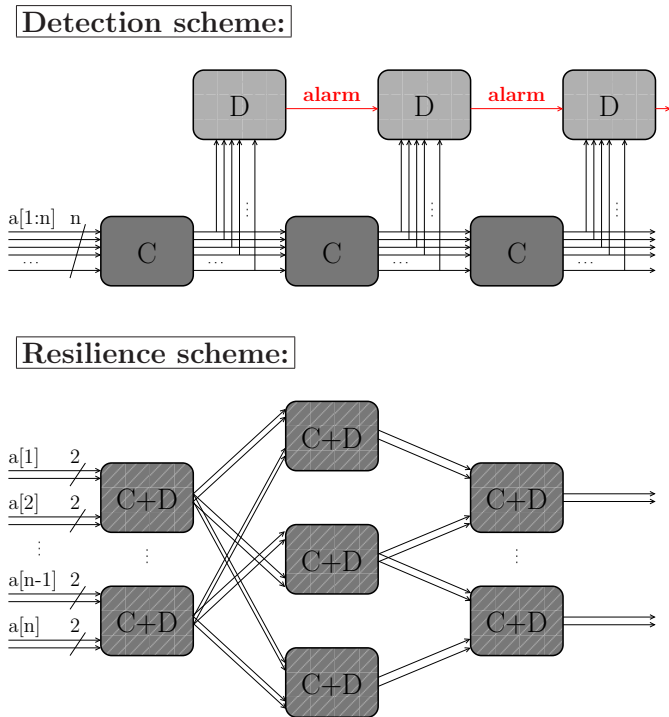 Detection scheme:
D alarm D alarm D
a[1:n] n
C C C
Resilience scheme:
C+D
a[1] 2
C+D C+D
a[2] 2
C+D
a[n-1] 2
C+D C+D
a[n] 2
C+D